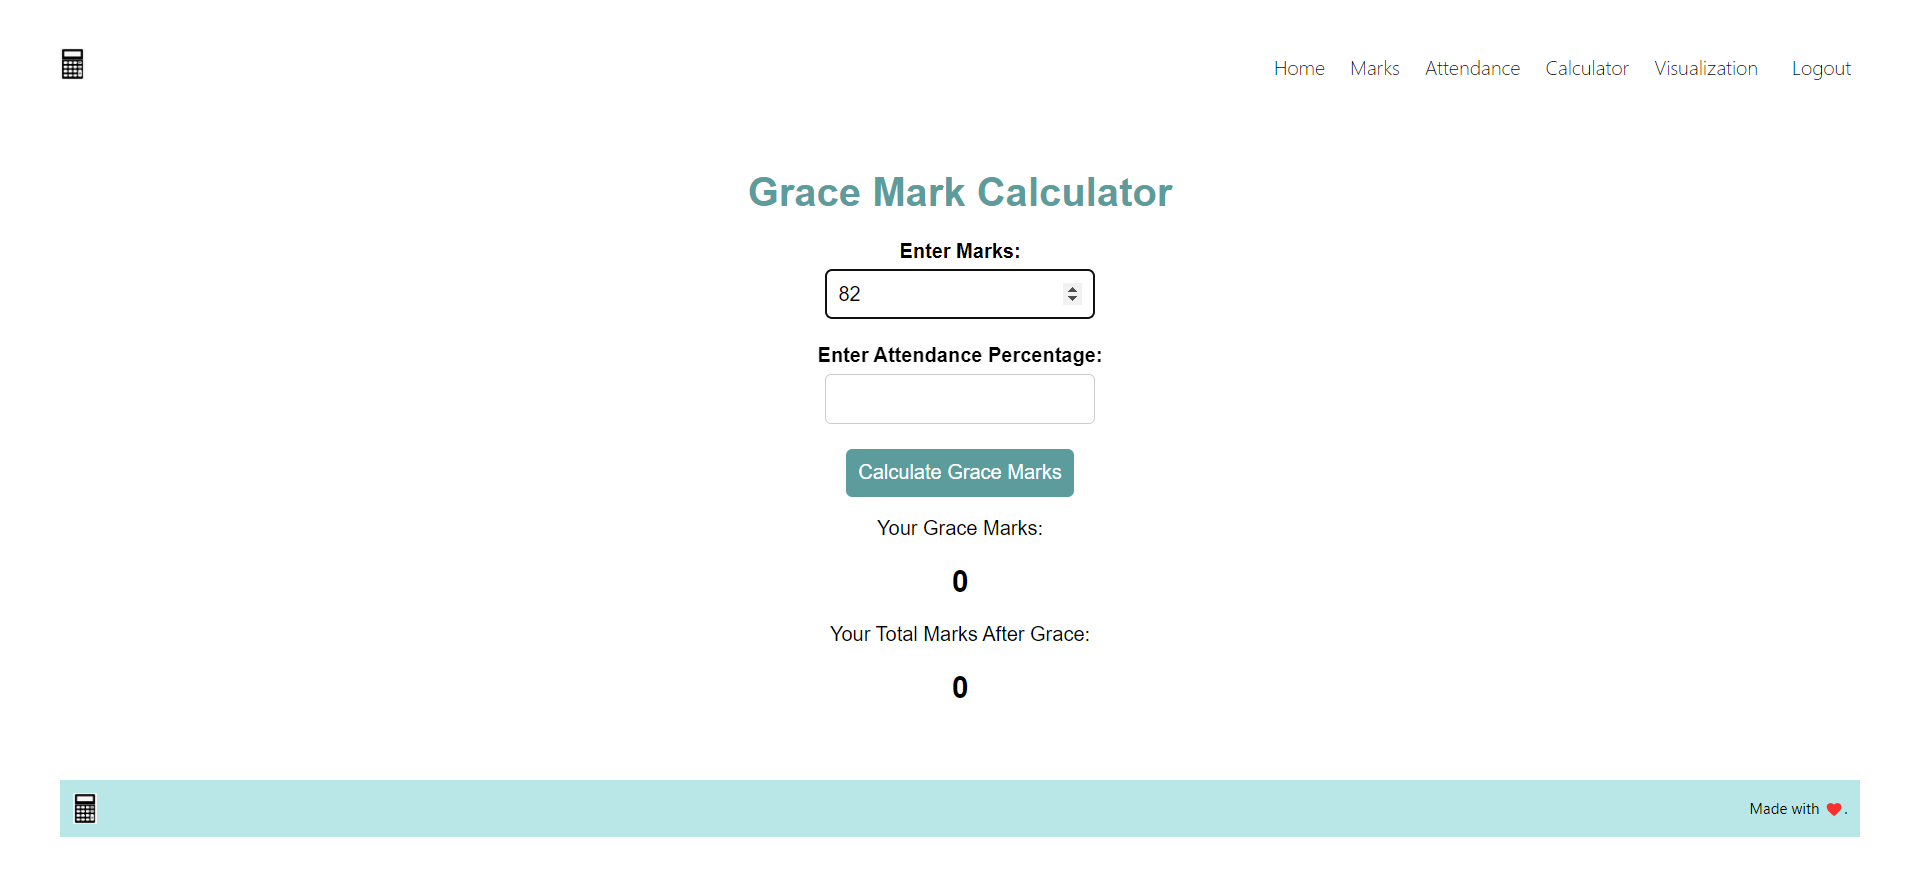 Home Marks Attendance Calculator Visualization Logout
Grace Mark Calculator
Enter Marks:
82
Enter Attendance Percentage:
Calculate Grace Marks
Your Grace Marks:
0
Your Total Marks After Grace:
0
Made with ❤️.